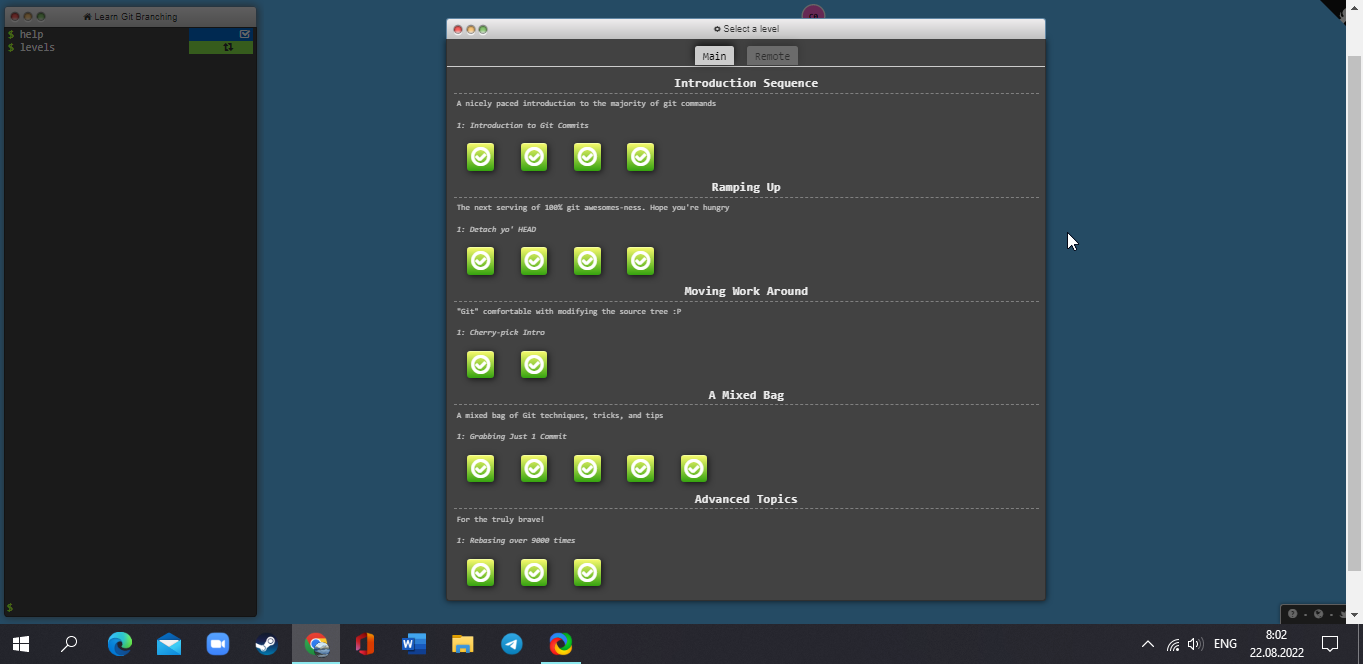 Learn Git Branching
$ help
$ levels
$
Select a level
Main Remote
Introduction Sequence
A nicely paced introduction to the majority of git commands
1: Introduction to Git Commits
Ramping Up
The next serving of 100% git awesomes-ness. Hope you're hungry
1: Detach yo' HEAD
Moving Work Around
"Git" comfortable with modifying the source tree :P
1: Cherry-pick Intro
A Mixed Bag
A mixed bag of Git techniques, tricks, and tips
1: Grabbing Just 1 Commit
Advanced Topics
For the truly brave!
1: Rebasing over 9000 times
W
ENG
8:02
22.08.2022